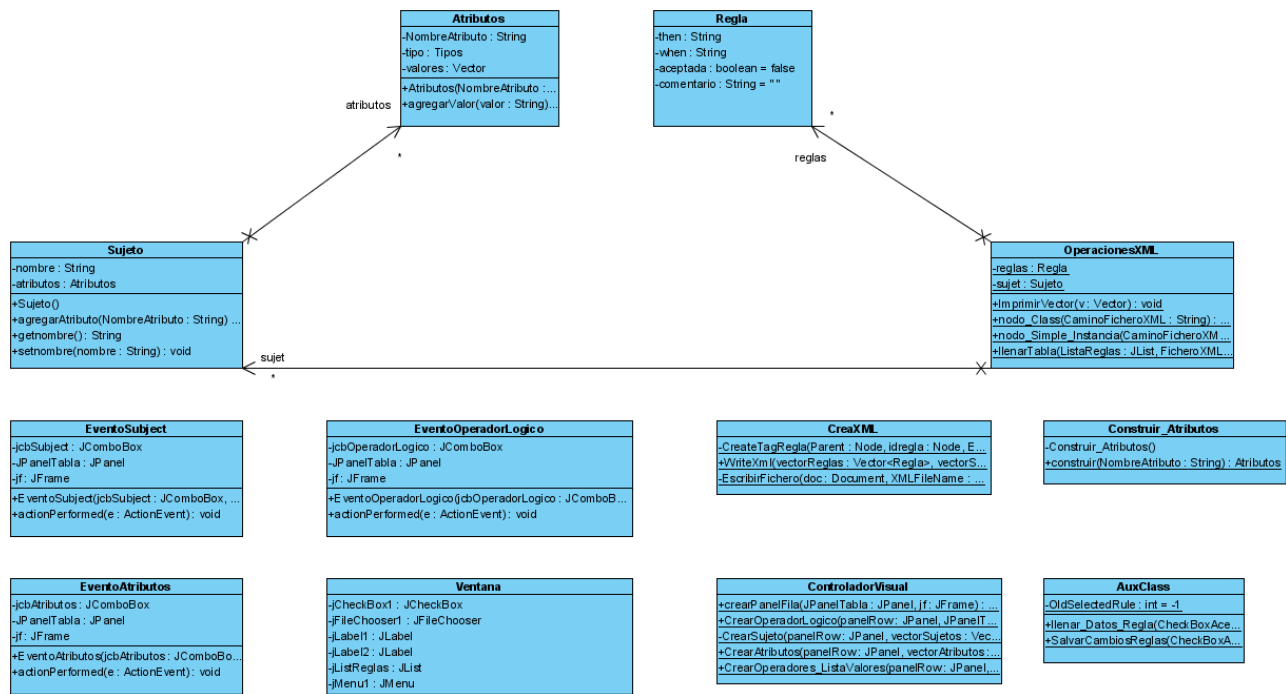 Atributos
-NombreAtributo : String
-tipo : Tipos
-valores : Vector
+Atributos(NombreAtributo :...
+agregarValor(valor : String)...
Regla
-then : String
-when : String
-aceptada : boolean = false
-comentario : String = ""
atributos
*
*
reglas
Sujeto
-nombre : String
-atributos : Atributos
+Sujeto()
+agregarAtributo(NombreAtributo : String) ...
+getnombre() : String
+setnombre(nombre : String) : void
OperacionesXML
-reglas : Regla
-sujet : Sujeto
+ImprimirVector(v : Vector) : void
+nodo_Class(CaminoFicheroXML : String) : ...
+nodo_Simple_Instancia(CaminoFicheroXM...
+llenarTabla(ListaReglas : JList, FicheroXML...
sujet
*
EventoSubject
-jcbSubject : JComboBox
-JPanelTabla : JPanel
-jf : JFrame
+EventoSubject(jcbSubject : JComboBox, ...
+actionPerformed(e : ActionEvent) : void
EventoOperadorLogico
-jcbOperadorLogico : JComboBox
-JPanelTabla : JPanel
-jf : JFrame
+EventoOperadorLogico(jcbOperadorLogico : JComboB...
+actionPerformed(e : ActionEvent) : void
CreaXML
-CreateTagRegla(Parent : Node, idregla : Node, E...
+WriteXml(vectorReglas : Vector<Regla>, vectorS...
-EscribirFichero(doc : Document, XMLFileName : ...
Construir_Atributos
-Construir_Atributos()
+construir(NombreAtributo : String) : Atributos
EventoAtributos
-jcbAtributos : JComboBox
-JPanelTabla : JPanel
-jf : JFrame
+EventoAtributos(jcbAtributos : JComboBo...
+actionPerformed(e : ActionEvent) : void
Ventana
-jCheckBox1 : JCheckBox
-jFileChooser1 : JFileChooser
-jLabel1 : JLabel
-jLabel2 : JLabel
-jListReglas : JList
-jMenu1 : JMenu
ControladorVisual
+crearPanelFila(JPanelTabla : JPanel, jf : JFrame) : ...
+CrearOperadorLogico(panelRow : JPanel, JPanelT...
-CrearSujeto(panelRow : JPanel, vectorSujetos : Vec...
+CrearAtributos(panelRow : JPanel, vectorAtributos :...
+CrearOperadores_ListaValores(panelRow : JPanel,...
AuxClass
-OldSelectedRule : int = -1
+llenar_Datos_Regla(CheckBoxAce...
+SalvarCambiosReglas(CheckBoxA...